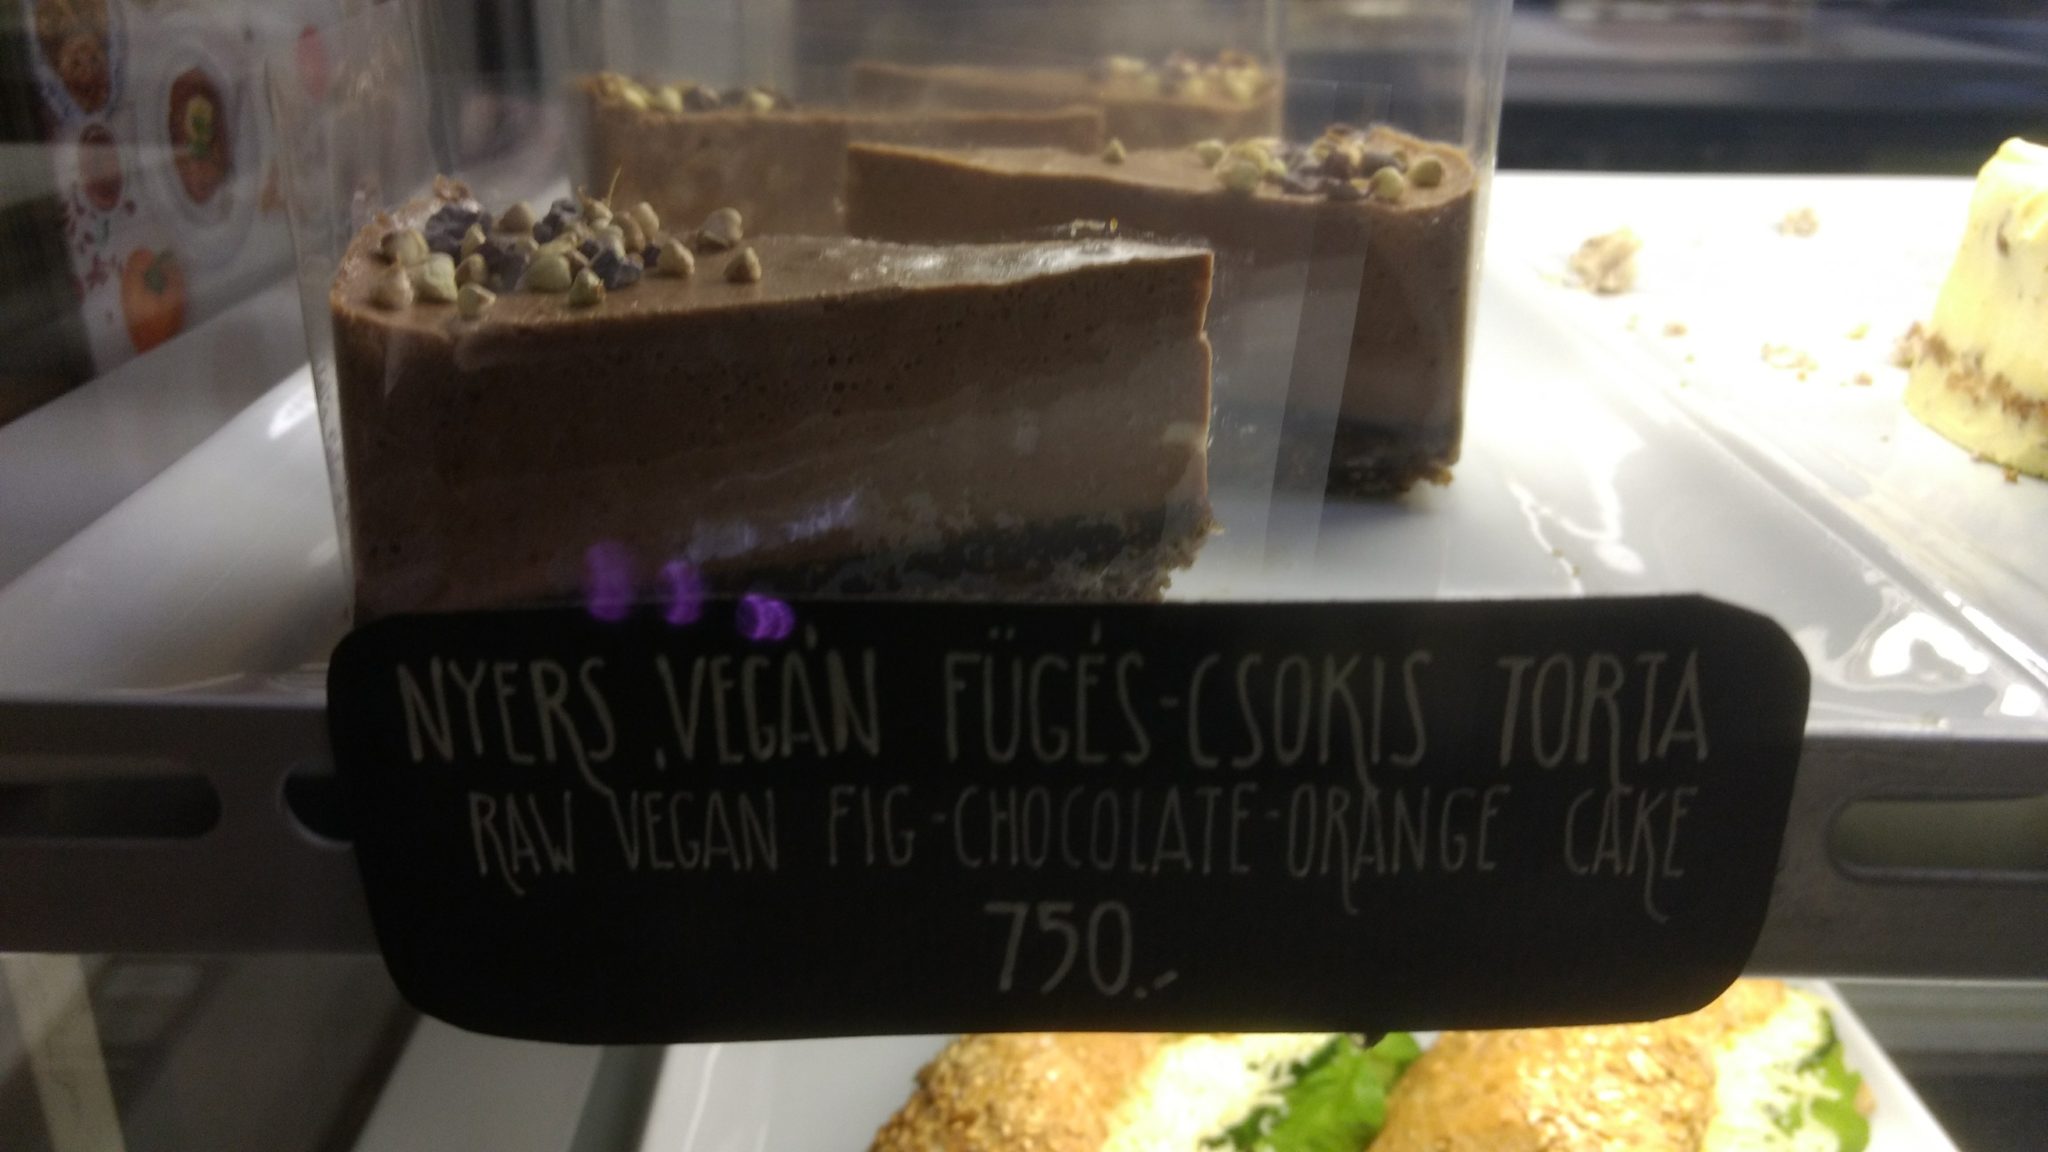 NYERS ,VEGÁN FÜGÉS-CSOKIS TORTA
RAW VEGAN FIG-CHOCOLATE-ORANGE CAKE
750.-